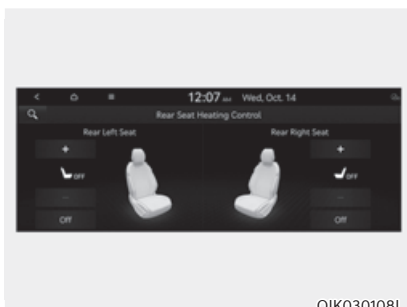 12:07 Wed, Oct. 14
Rear Seat Heating Control
Rear Left Seat Rear Right Seat
+ +
OFF OFF
- -
Off Off
OIK030108L